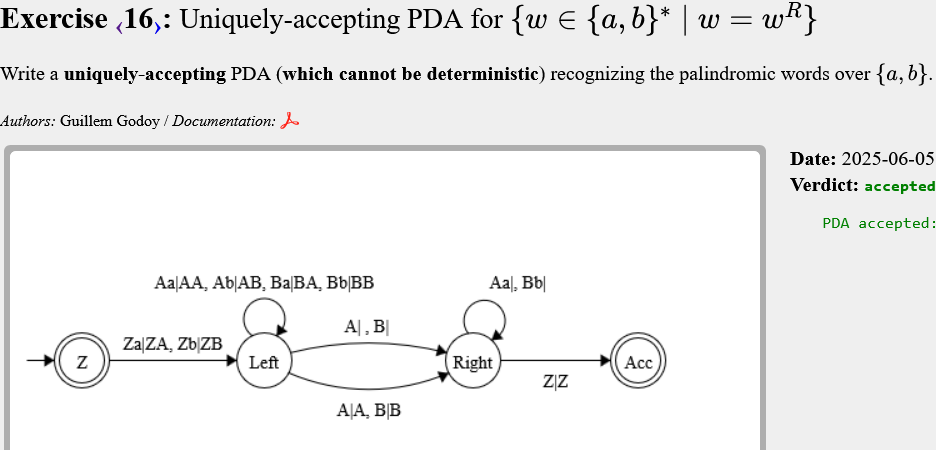 Exercise ‹16›: Uniquely-accepting PDA for {w ∈ {a, b}* | w = w^R}
Write a uniquely-accepting PDA (which cannot be deterministic) recognizing the palindromic words over {a, b}.
Authors: Guillem Godoy / Documentation:
Date: 2025-06-05
Verdict: accepted
PDA accepted:
Aa|AA, Ab|AB, Ba|BA, Bb|BB
Aa|, Bb|
A| , B|
Za|ZA, Zb|ZB
Z
Left
Right
Acc
Z|Z
A|A, B|B